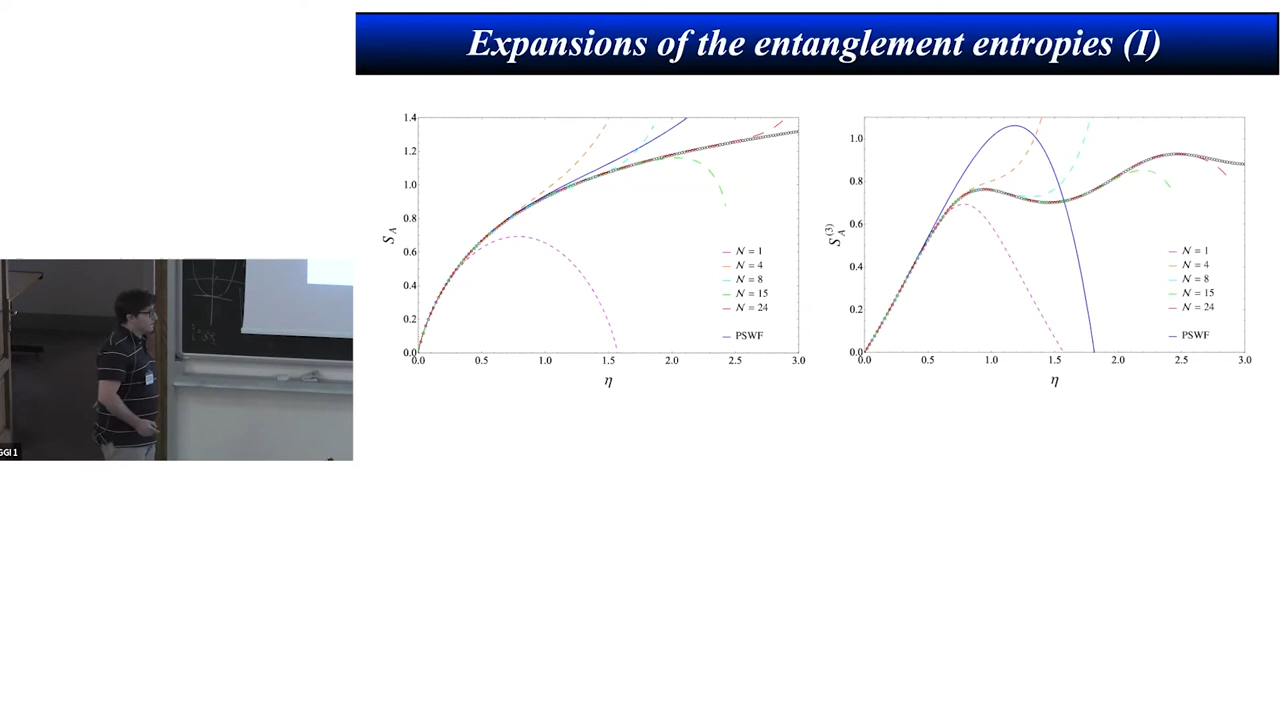 Expansions of the entanglement entropies (I)
1.4
1.2
1.0
0.8
0.6
0.4
0.2
0.0
S_A
0.0 0.5 1.0 1.5 2.0 2.5 3.0
η
N = 1
N = 4
N = 8
N = 15
N = 24
PSWF
1.0
0.8
0.6
0.4
0.2
0.0
S_A^(3)
0.0 0.5 1.0 1.5 2.0 2.5 3.0
η
N = 1
N = 4
N = 8
N = 15
N = 24
PSWF
GGI 1